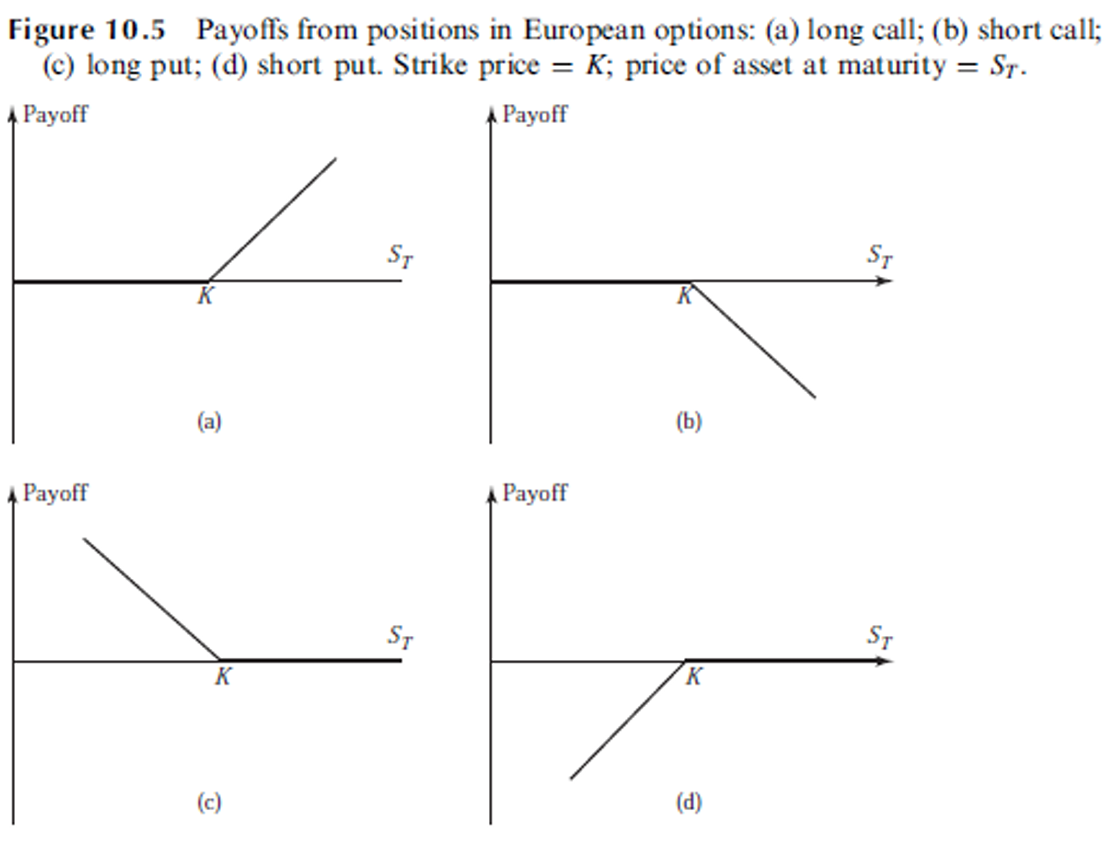 Figure 10.5 Payoffs from positions in European options: (a) long call; (b) short call;
(c) long put; (d) short put. Strike price = K; price of asset at maturity = S_T.
Payoff
S_T
K
(a)
Payoff
S_T
K
(b)
Payoff
S_T
K
(c)
Payoff
S_T
K
(d)